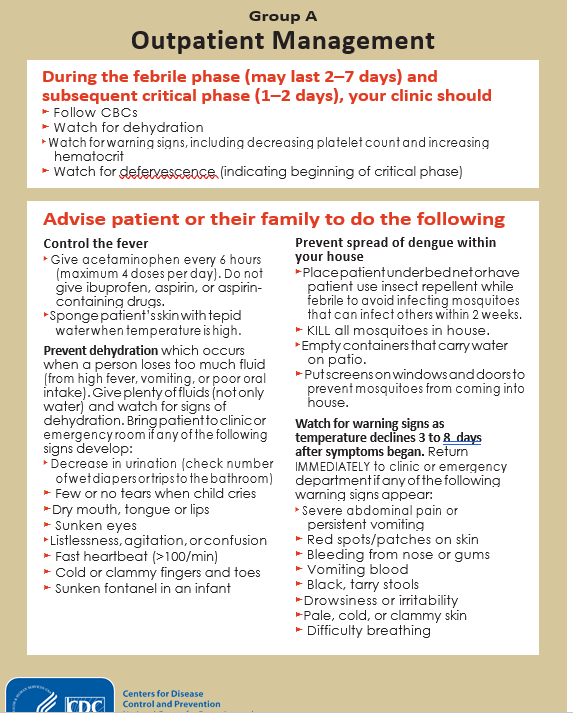 Group A
Outpatient Management
During the febrile phase (may last 2–7 days) and
subsequent critical phase (1–2 days), your clinic should
► Follow CBCs
► Watch for dehydration
► Watch for warning signs, including decreasing platelet count and increasing
hematocrit
► Watch for defervescence (indicating beginning of critical phase)
Advise patient or their family to do the following
Control the fever
► Give acetaminophen every 6 hours
(maximum 4 doses per day). Do not
give ibuprofen, aspirin, or aspirin-
containing drugs.
► Sponge patient's skin with tepid
water when temperature is high.
Prevent dehydration which occurs
when a person loses too much fluid
(from high fever, vomiting, or poor oral
intake). Give plenty of fluids (not only
water) and watch for signs of
dehydration. Bring patient to clinic or
emergency room if any of the following
signs develop:
► Decrease in urination (check number
of wet diapers or trips to the bathroom)
► Few or no tears when child cries
► Dry mouth, tongue or lips
► Sunken eyes
► Listlessness, agitation, or confusion
► Fast heartbeat (>100/min)
► Cold or clammy fingers and toes
► Sunken fontanel in an infant
Prevent spread of dengue within
your house
► Place patient under bed net or have
patient use insect repellent while
febrile to avoid infecting mosquitoes
that can infect others within 2 weeks.
► KILL all mosquitoes in house.
► Empty containers that carry water
on patio.
► Put screens on windows and doors to
prevent mosquitoes from coming into
house.
Watch for warning signs as
temperature declines 3 to 8 days
after symptoms began. Return
IMMEDIATELY to clinic or emergency
department if any of the following
warning signs appear:
► Severe abdominal pain or
persistent vomiting
► Red spots/patches on skin
► Bleeding from nose or gums
► Vomiting blood
► Black, tarry stools
► Drowsiness or irritability
► Pale, cold, or clammy skin
► Difficulty breathing
CDC
Centers for Disease
Control and Prevention